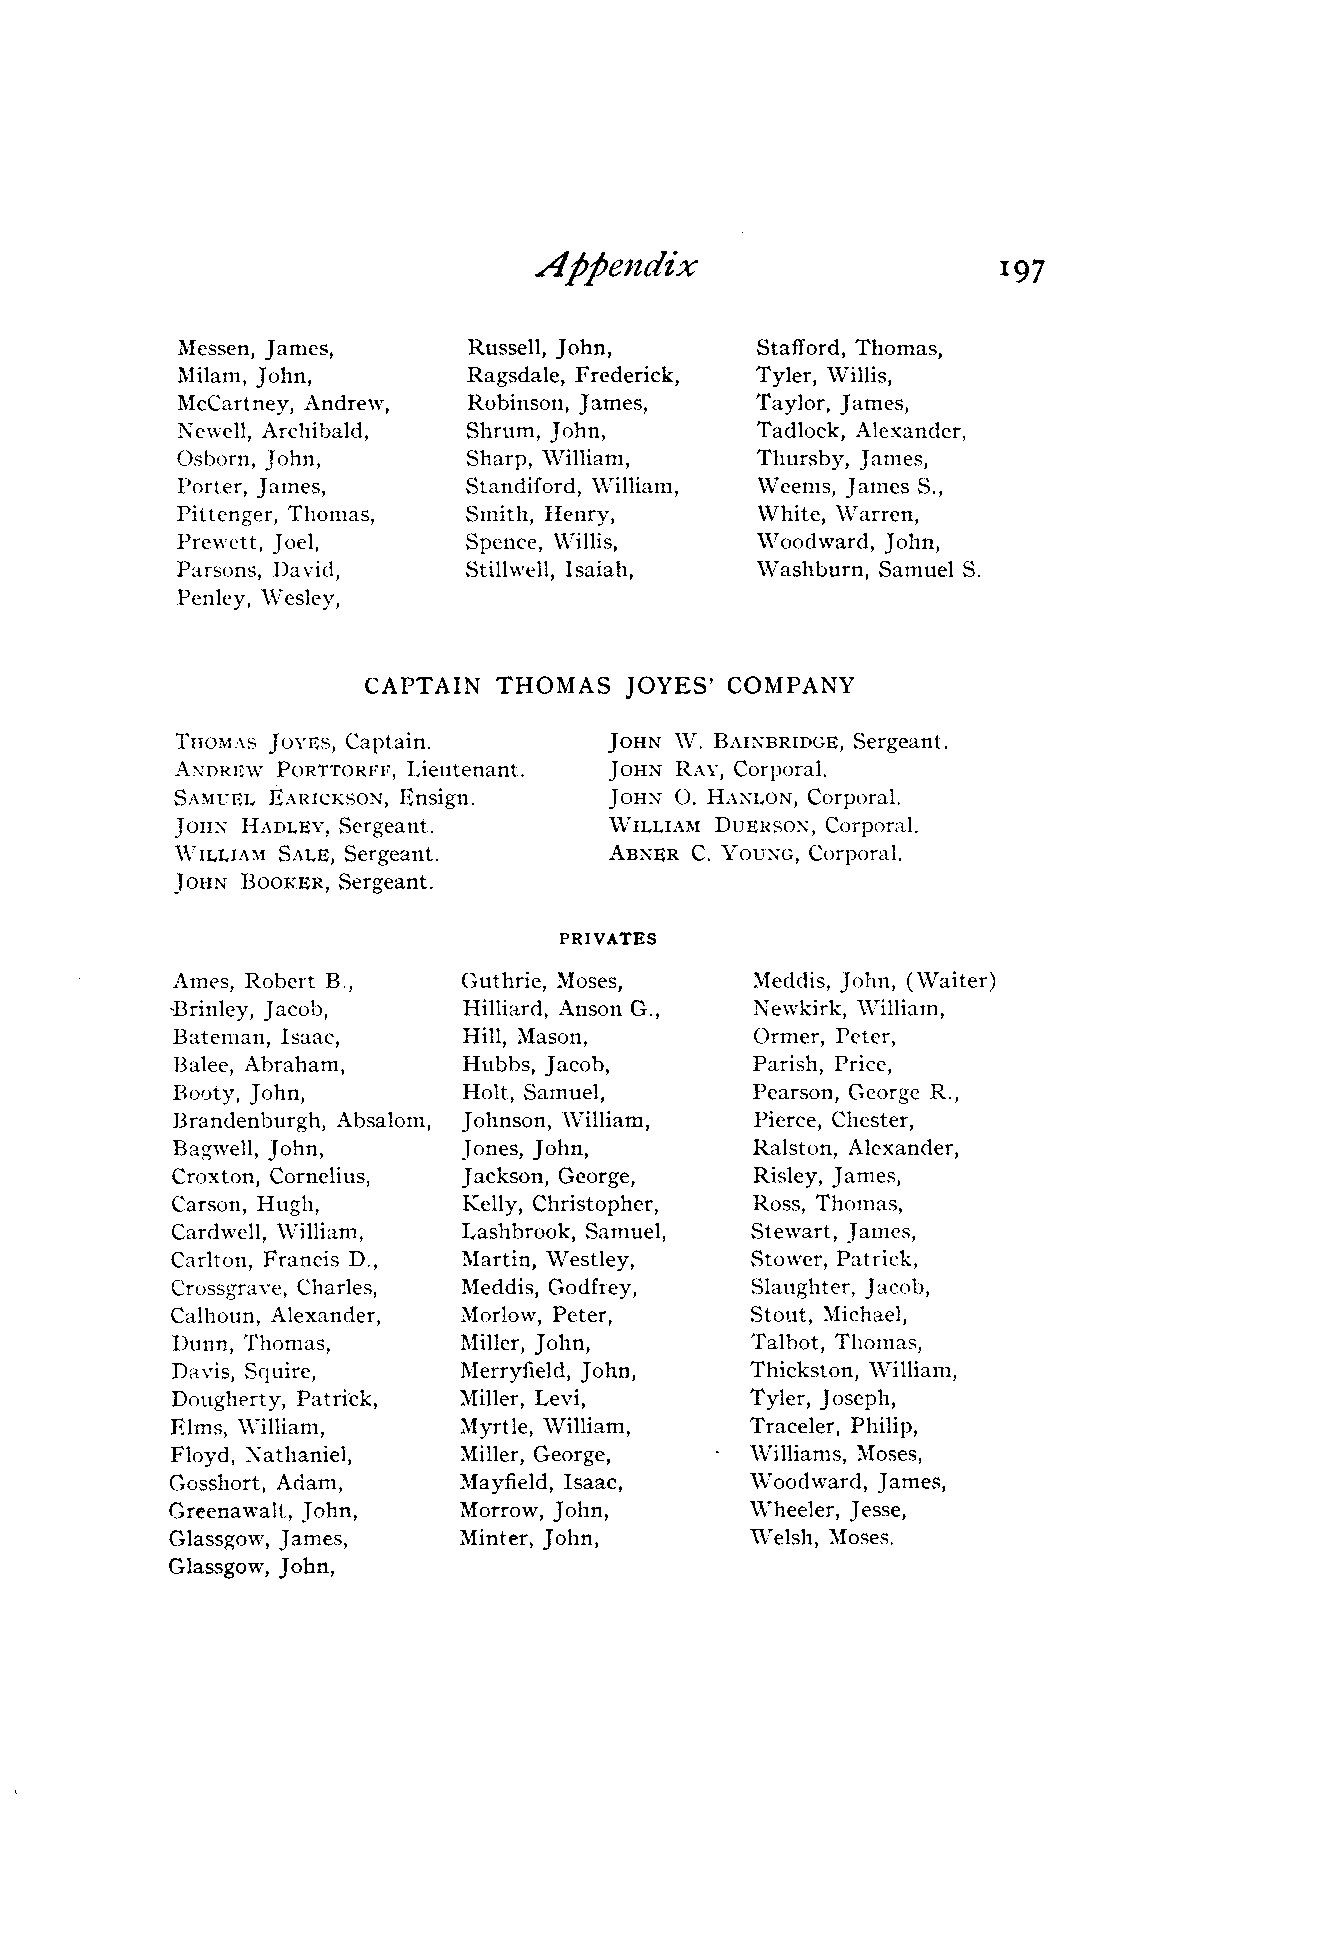 Appendix 197
Messen, James,
Milam, John,
McCartney, Andrew,
Newell, Archibald,
Osborn, John,
Porter, James,
Pittenger, Thomas,
Prewett, Joel,
Parsons, David,
Penley, Wesley,
Russell, John,
Ragsdale, Frederick,
Robinson, James,
Shrum, John,
Sharp, William,
Standiford, William,
Smith, Henry,
Spence, Willis,
Stillwell, Isaiah,
Stafford, Thomas,
Tyler, Willis,
Taylor, James,
Tadlock, Alexander,
Thursby, James,
Weems, James S.,
White, Warren,
Woodward, John,
Washburn, Samuel S.
CAPTAIN THOMAS JOYES' COMPANY
THOMAS JOYES, Captain.
ANDREW PORTTORFF, Lieutenant.
SAMUEL EARICKSON, Ensign.
JOHN HADLEY, Sergeant.
WILLIAM SALE, Sergeant.
JOHN BOOKER, Sergeant.
JOHN W. BAINBRIDGE, Sergeant.
JOHN RAY, Corporal.
JOHN O. HANLON, Corporal.
WILLIAM DUERSON, Corporal.
ABNER C. YOUNG, Corporal.
PRIVATES
Ames, Robert B.,
Brinley, Jacob,
Bateman, Isaac,
Balee, Abraham,
Booty, John,
Brandenburgh, Absalom,
Bagwell, John,
Croxton, Cornelius,
Carson, Hugh,
Cardwell, William,
Carlton, Francis D.,
Crossgrave, Charles,
Calhoun, Alexander,
Dunn, Thomas,
Davis, Squire,
Dougherty, Patrick,
Elms, William,
Floyd, Nathaniel,
Gosshort, Adam,
Greenawalt, John,
Glassgow, James,
Glassgow, John,
Guthrie, Moses,
Hilliard, Anson G.,
Hill, Mason,
Hubbs, Jacob,
Holt, Samuel,
Johnson, William,
Jones, John,
Jackson, George,
Kelly, Christopher,
Lashbrook, Samuel,
Martin, Westley,
Meddis, Godfrey,
Morlow, Peter,
Miller, John,
Merryfield, John,
Miller, Levi,
Myrtle, William,
Miller, George,
Mayfield, Isaac,
Morrow, John,
Minter, John,
Meddis, John, (Waiter)
Newkirk, William,
Ormer, Peter,
Parish, Price,
Pearson, George R.,
Pierce, Chester,
Ralston, Alexander,
Risley, James,
Ross, Thomas,
Stewart, James,
Stower, Patrick,
Slaughter, Jacob,
Stout, Michael,
Talbot, Thomas,
Thickston, William,
Tyler, Joseph,
Traceler, Philip,
Williams, Moses,
Woodward, James,
Wheeler, Jesse,
Welsh, Moses.